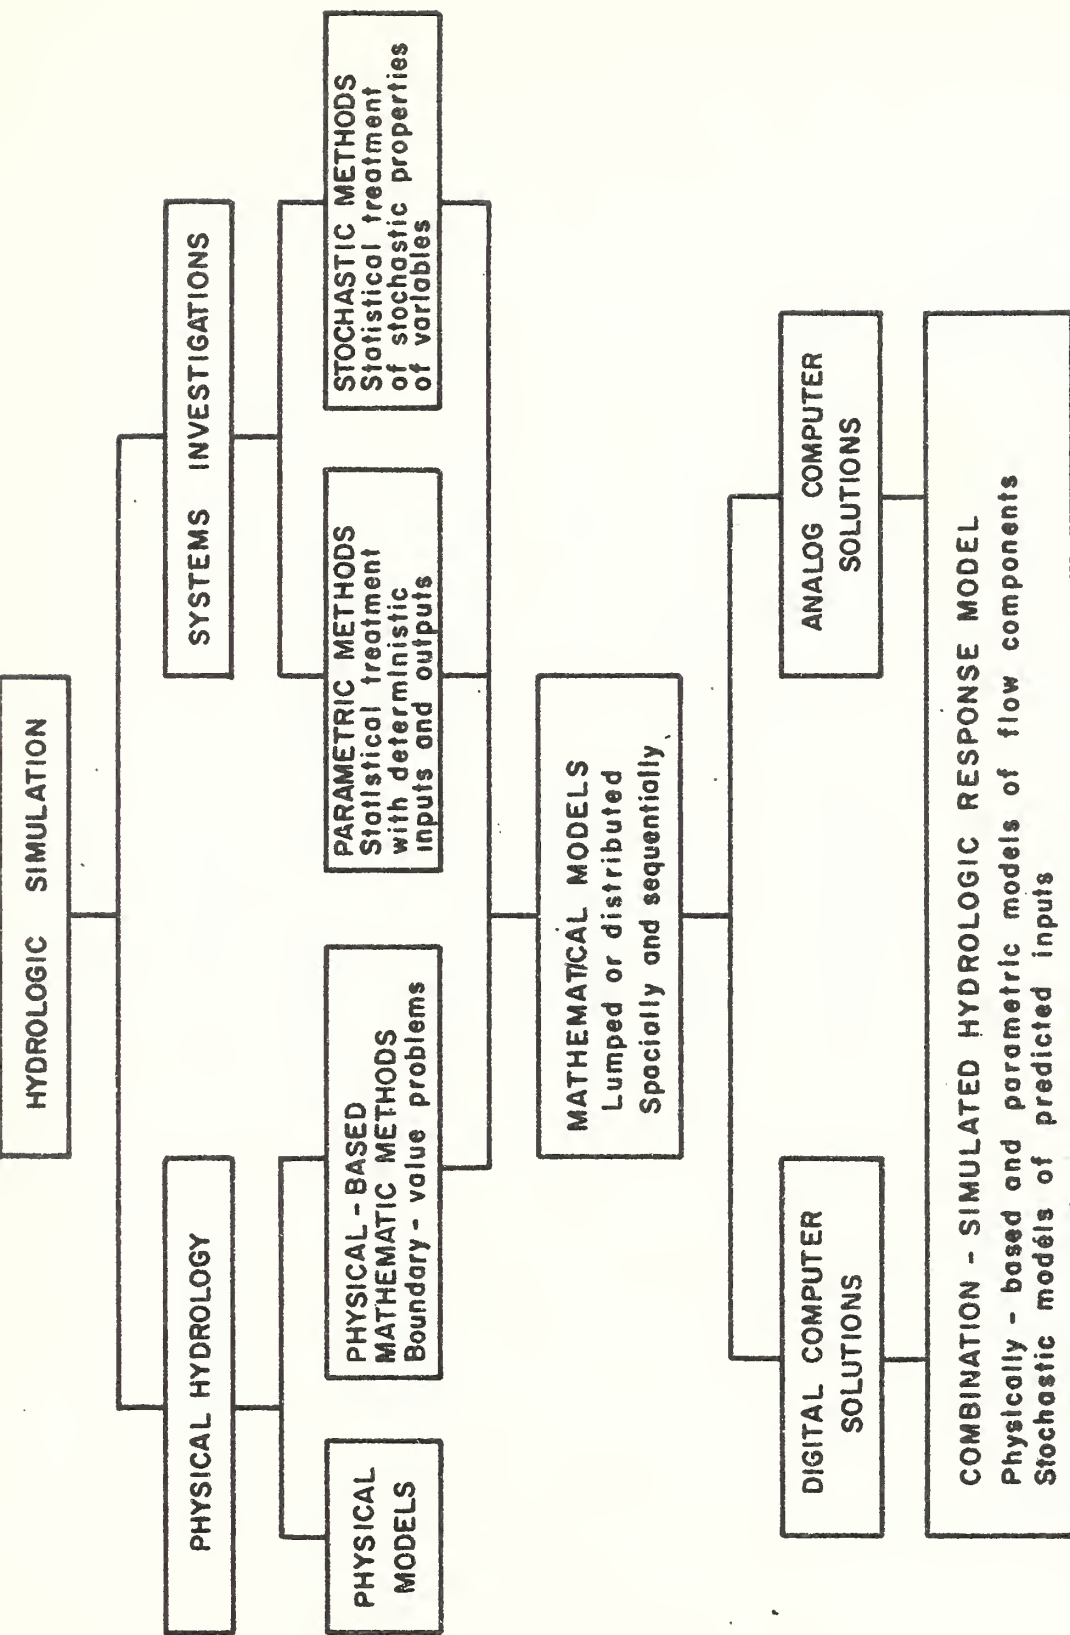 HYDROLOGIC SIMULATION
PHYSICAL HYDROLOGY
SYSTEMS INVESTIGATIONS
PHYSICAL
MODELS
PHYSICAL - BASED
MATHEMATIC METHODS
Boundary - value problems
PARAMETRIC METHODS
Statistical treatment
with deterministic
inputs and outputs
STOCHASTIC METHODS
Statistical treatment
of stochastic properties
of variables
MATHEMATICAL MODELS
Lumped or distributed
Spacially and sequentially
DIGITAL COMPUTER
SOLUTIONS
ANALOG COMPUTER
SOLUTIONS
COMBINATION - SIMULATED HYDROLOGIC RESPONSE MODEL
Physically - based and parametric models of flow components
Stochastic models of predicted inputs